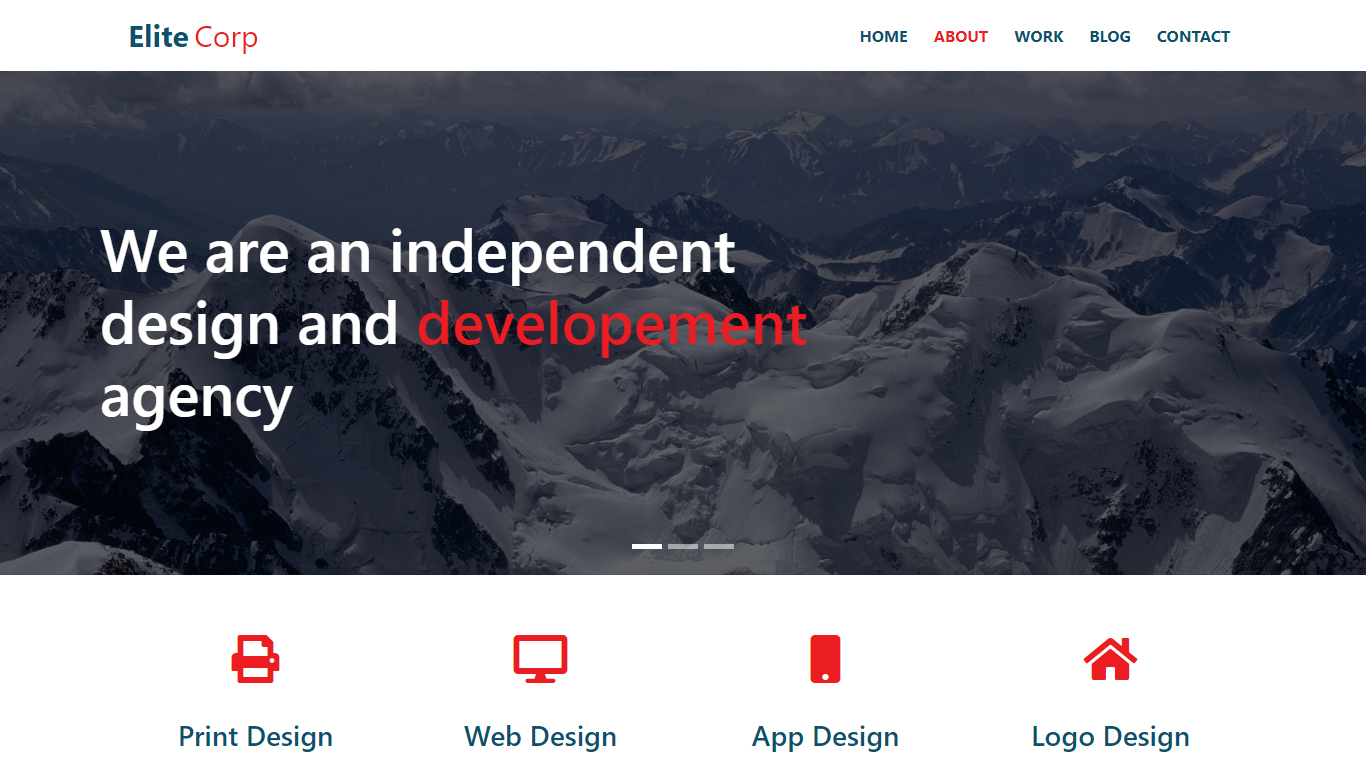 Elite Corp
HOME ABOUT WORK BLOG CONTACT
We are an independent
design and developement
agency
Print Design
Web Design
App Design
Logo Design